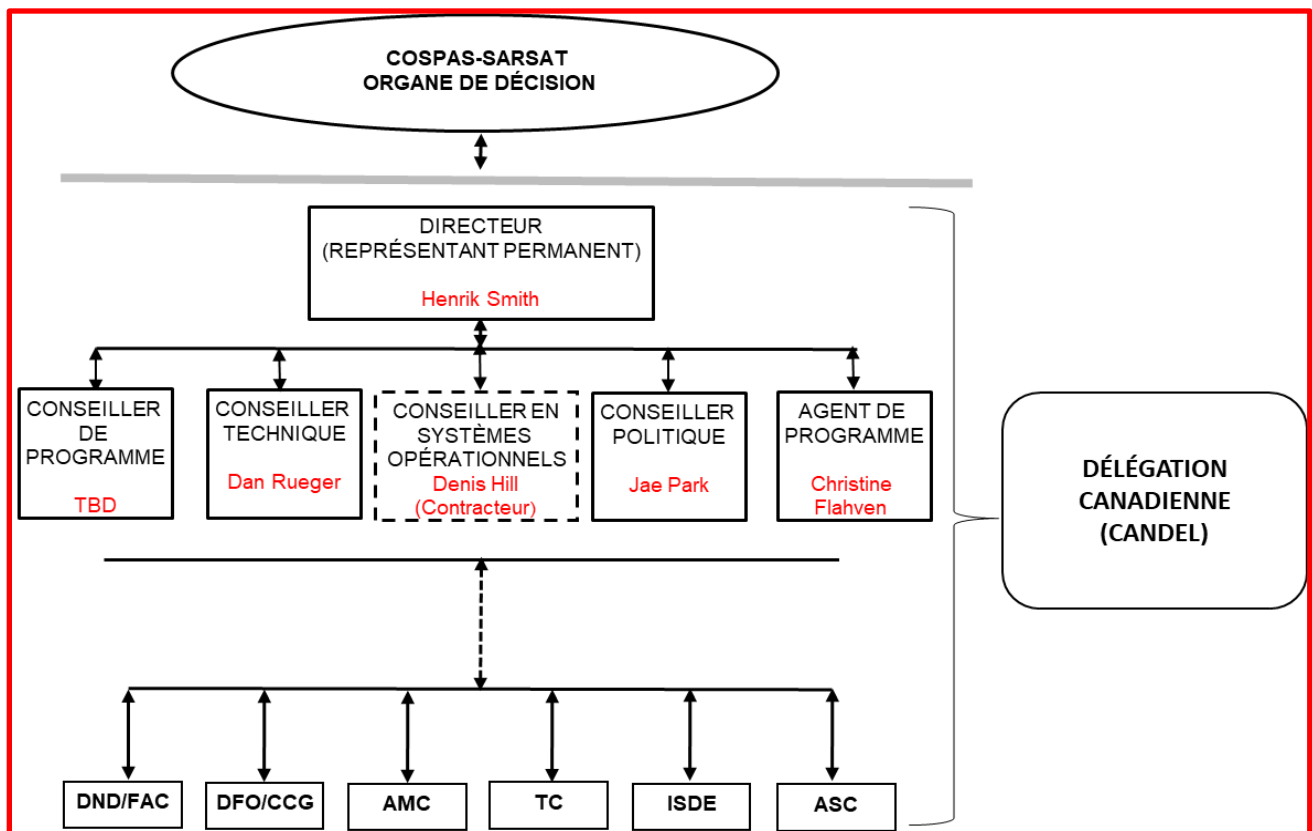 COSPAS-SARSAT
ORGANE DE DÉCISION
DIRECTEUR
(REPRÉSENTANT PERMANENT)
Henrik Smith
CONSEILLER
DE
PROGRAMME
TBD
CONSEILLER
TECHNIQUE
Dan Rueger
CONSEILLER EN
SYSTÈMES
OPÉRATIONNELS
Denis Hill
(Contracteur)
CONSEILLER
POLITIQUE
Jae Park
AGENT DE
PROGRAMME
Christine
Flahven
DÉLÉGATION
CANADIENNE
(CANDEL)
DND/FAC
DFO/CCG
AMC
TC
ISDE
ASC